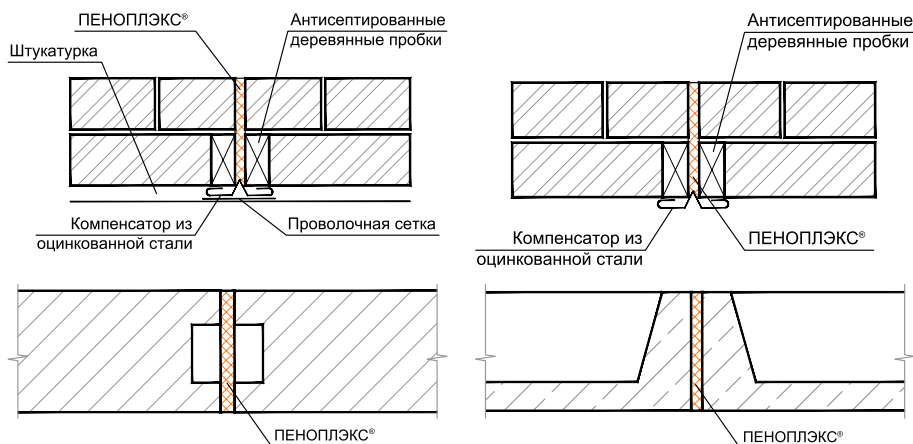 ПЕНОПЛЭКС®
Антисептированные
деревянные пробки
Штукатурка
Компенсатор из
оцинкованной стали
Проволочная сетка
Антисептированные
деревянные пробки
Компенсатор из
оцинкованной стали
ПЕНОПЛЭКС®
ПЕНОПЛЭКС®
ПЕНОПЛЭКС®